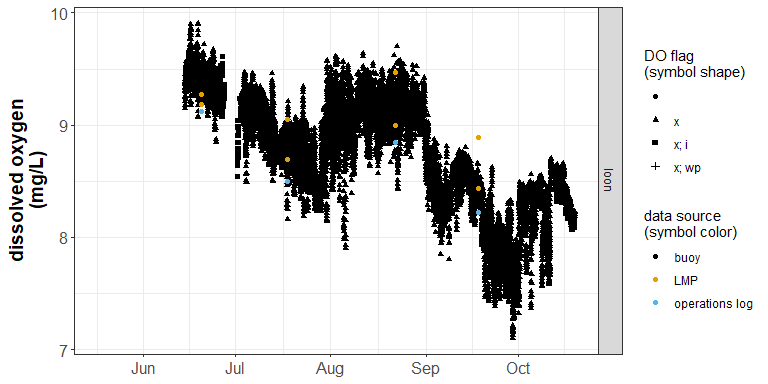 dissolved oxygen
(mg/L)
10
9
8
7
Jun
Jul
Aug
Sep
Oct
loon
DO flag
(symbol shape)
x
x; i
x; wp
data source
(symbol color)
buoy
LMP
operations log